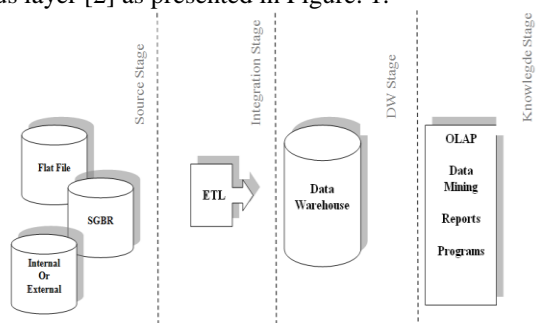 us layer [2] as presented in Figure. 1.
Source Stage
Integration Stage
DW Stage
Knowlegde Stage
Flat File
SGBR
Internal
Or
External
ETL
Data
Warehouse
OLAP
Data
Mining
Reports
Programs